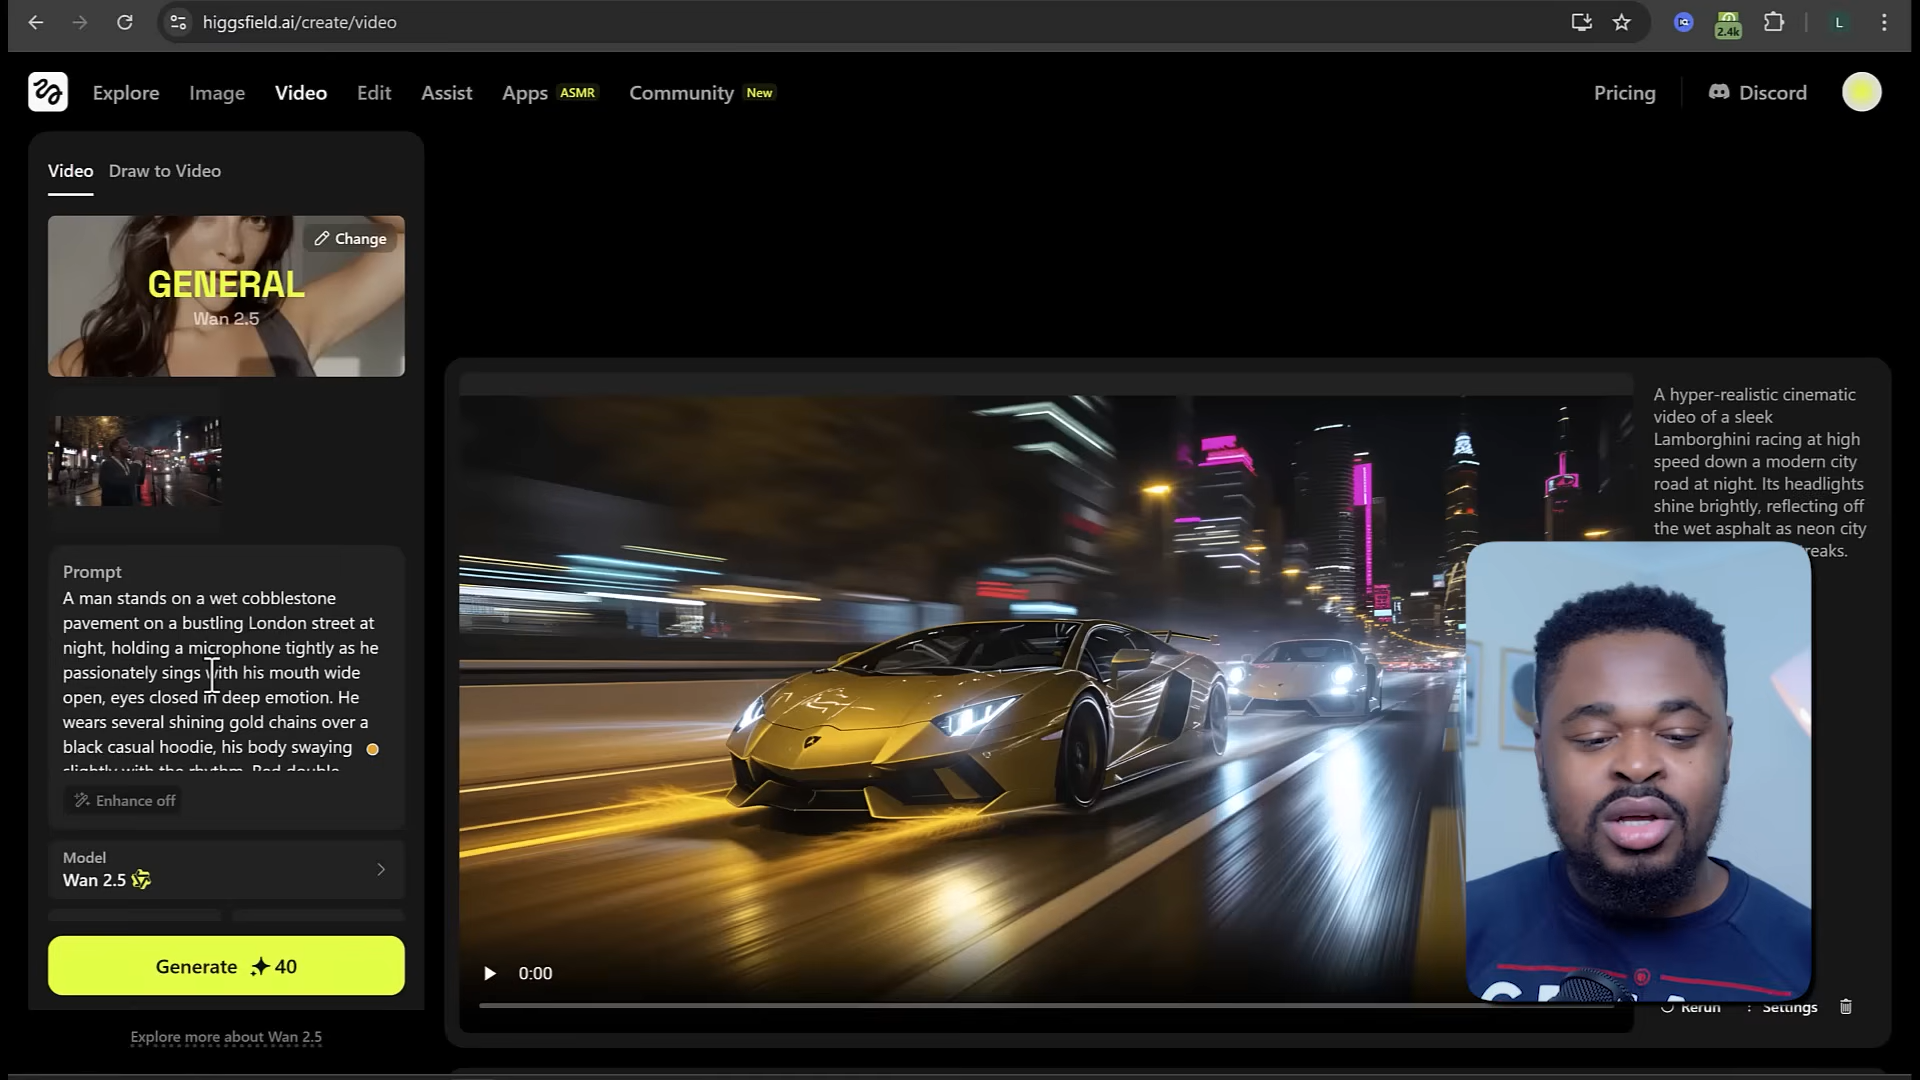 higgsfield.ai/create/video
2.4k
L
Explore
Image
Video
Edit
Assist
Apps
ASMR
Community
New
Pricing
Discord
Video
Draw to Video
Change
GENERAL
Wan 2.5
Prompt
A man stands on a wet cobblestone
pavement on a bustling London street at
night, holding a microphone tightly as he
passionately sings with his mouth wide
open, eyes closed in deep emotion. He
wears several shining gold chains over a
black casual hoodie, his body swaying
slightly with the rhythm. Red double
Enhance off
Model
Wan 2.5
Generate 40
Explore more about Wan 2.5
0:00
A hyper-realistic cinematic
video of a sleek
Lamborghini racing at high
speed down a modern city
road at night. Its headlights
shine brightly, reflecting off
the wet asphalt as neon city
reaks.
Rerun
Settings